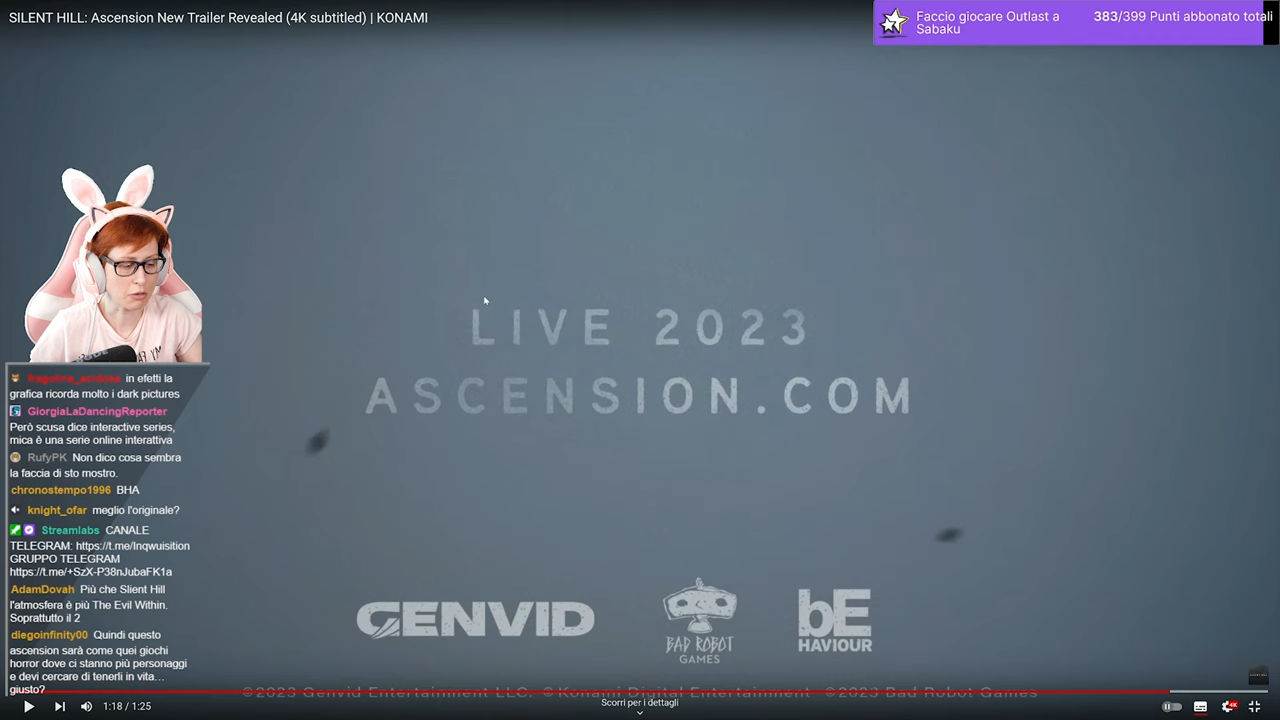 SILENT HILL: Ascension New Trailer Revealed (4K subtitled) | KONAMI
Faccio giocare Outlast a
Sabaku
383/399 Punti abbonato totali
LIVE 2023
ASCENSION.COM
in efetti la
grafica ricorda molto i dark pictures
GiorgiaLaDancingReporter
Però scusa dice interactive series,
mica è una serie online interattiva
RufyPK Non dico cosa sembra
la faccia di sto mostro.
chronostempo1996 BHA
knight_ofar meglio l'originale?
Streamlabs CANALE
TELEGRAM: https://t.me/Inqwuisition
GRUPPO TELEGRAM
https://t.me/+SzX-P38nJubaFK1a
AdamDovah Più che Slient Hill
l'atmosfera è più The Evil Within.
Soprattutto il 2
diegoinfinity00 Quindi questo
ascension sarà come quei giochi
horror dove ci stanno più personaggi
e devi cercare di tenerli in vita...
giusto?
GENVID
BAD ROBOT
GAMES
bE
HAVIOUR
©2023 Genvid Entertainment LLC. © Konami Digital Entertainment ©2023 Bad Robot Games
1:18 / 1:25
Scorri per i dettagli
4K